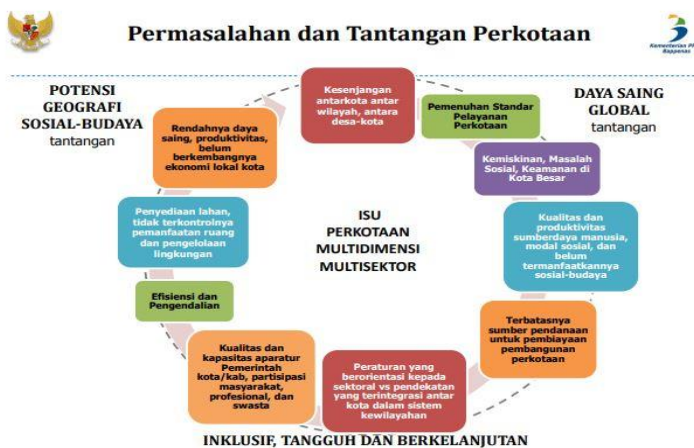 Permasalahan dan Tantangan Perkotaan
Kementerian PPN
Bappenas
POTENSI
GEOGRAFI
SOSIAL-BUDAYA
tantangan
DAYA SAING
GLOBAL
tantangan
Kesenjangan
antarkota antar
wilayah, antara
desa-kota
Pemenuhan Standar
Pelayanan
Perkotaan
Kemiskinan, Masalah
Sosial, Keamanan di
Kota Besar
Kualitas dan
produktivitas
sumberdaya manusia,
modal sosial, dan
belum
termanfaatkannya
sosial-budaya
Terbatasnya
sumber pendanaan
untuk pembiayaan
pembangunan
perkotaan
Peraturan yang
berorientasi kepada
sektoral vs pendekatan
yang terintegrasi antar
kota dalam sistem
kewilayahan
Kualitas dan
kapasitas aparatur
Pemerintah
kota/kab, partisipasi
masyarakat,
profesional, dan
swasta
Efisiensi dan
Pengendalian
Penyediaan lahan,
tidak terkontrolnya
pemanfaatan ruang
dan pengelolaan
lingkungan
Rendahnya daya
saing, produktivitas,
belum
berkembangnya
ekonomi lokal kota
ISU
PERKOTAAN
MULTIDIMENSI
MULTISEKTOR
INKLUSIF, TANGGUH DAN BERKELANJUTAN